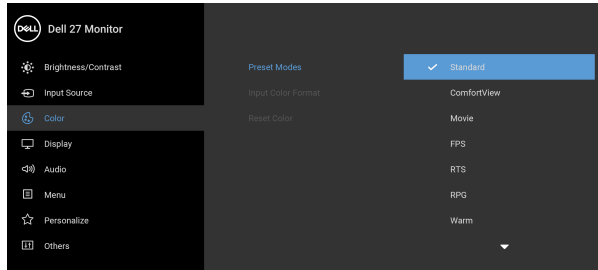 DELL Dell 27 Monitor
Brightness/Contrast Preset Modes Standard
Input Source Input Color Format ComfortView
Color Reset Color Movie
Display FPS
Audio RTS
Menu RPG
Personalize Warm
Others